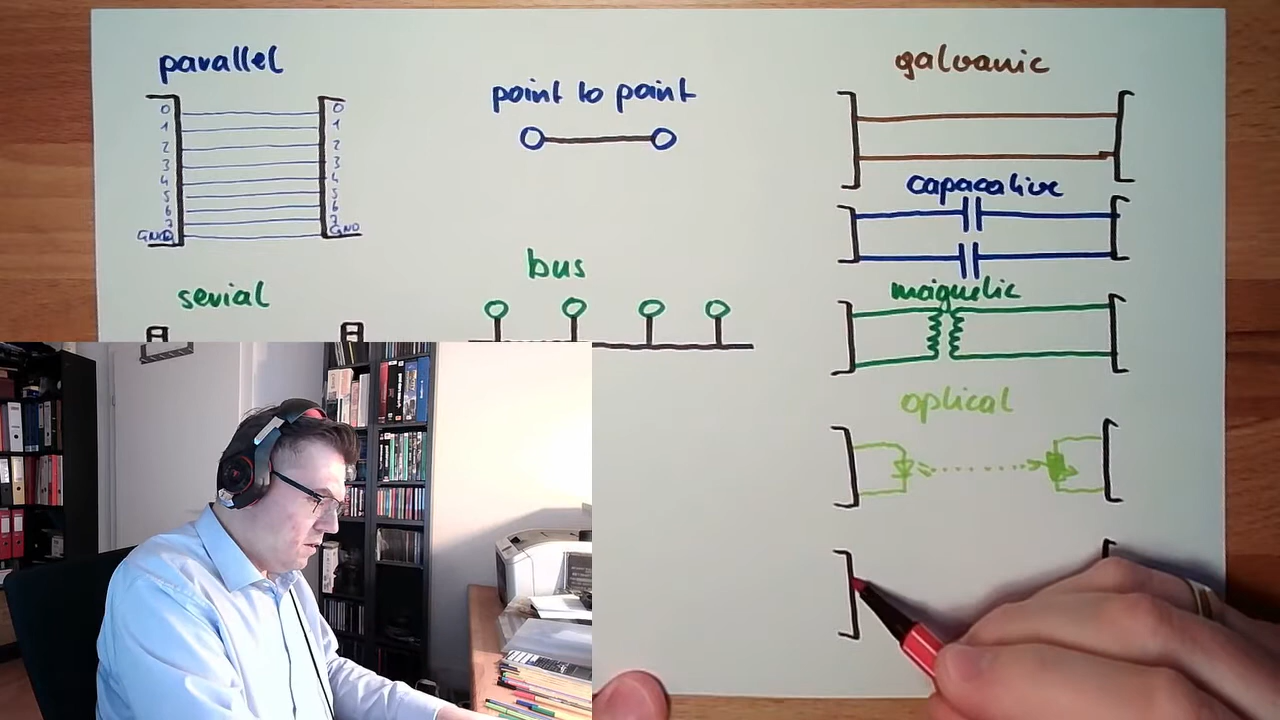 parallel
0 0
1 1
2 2
3 3
4 4
5 5
6 6
7 7
GND GND
serial
point to point
bus
galvanic
capacative
magnetic
optical